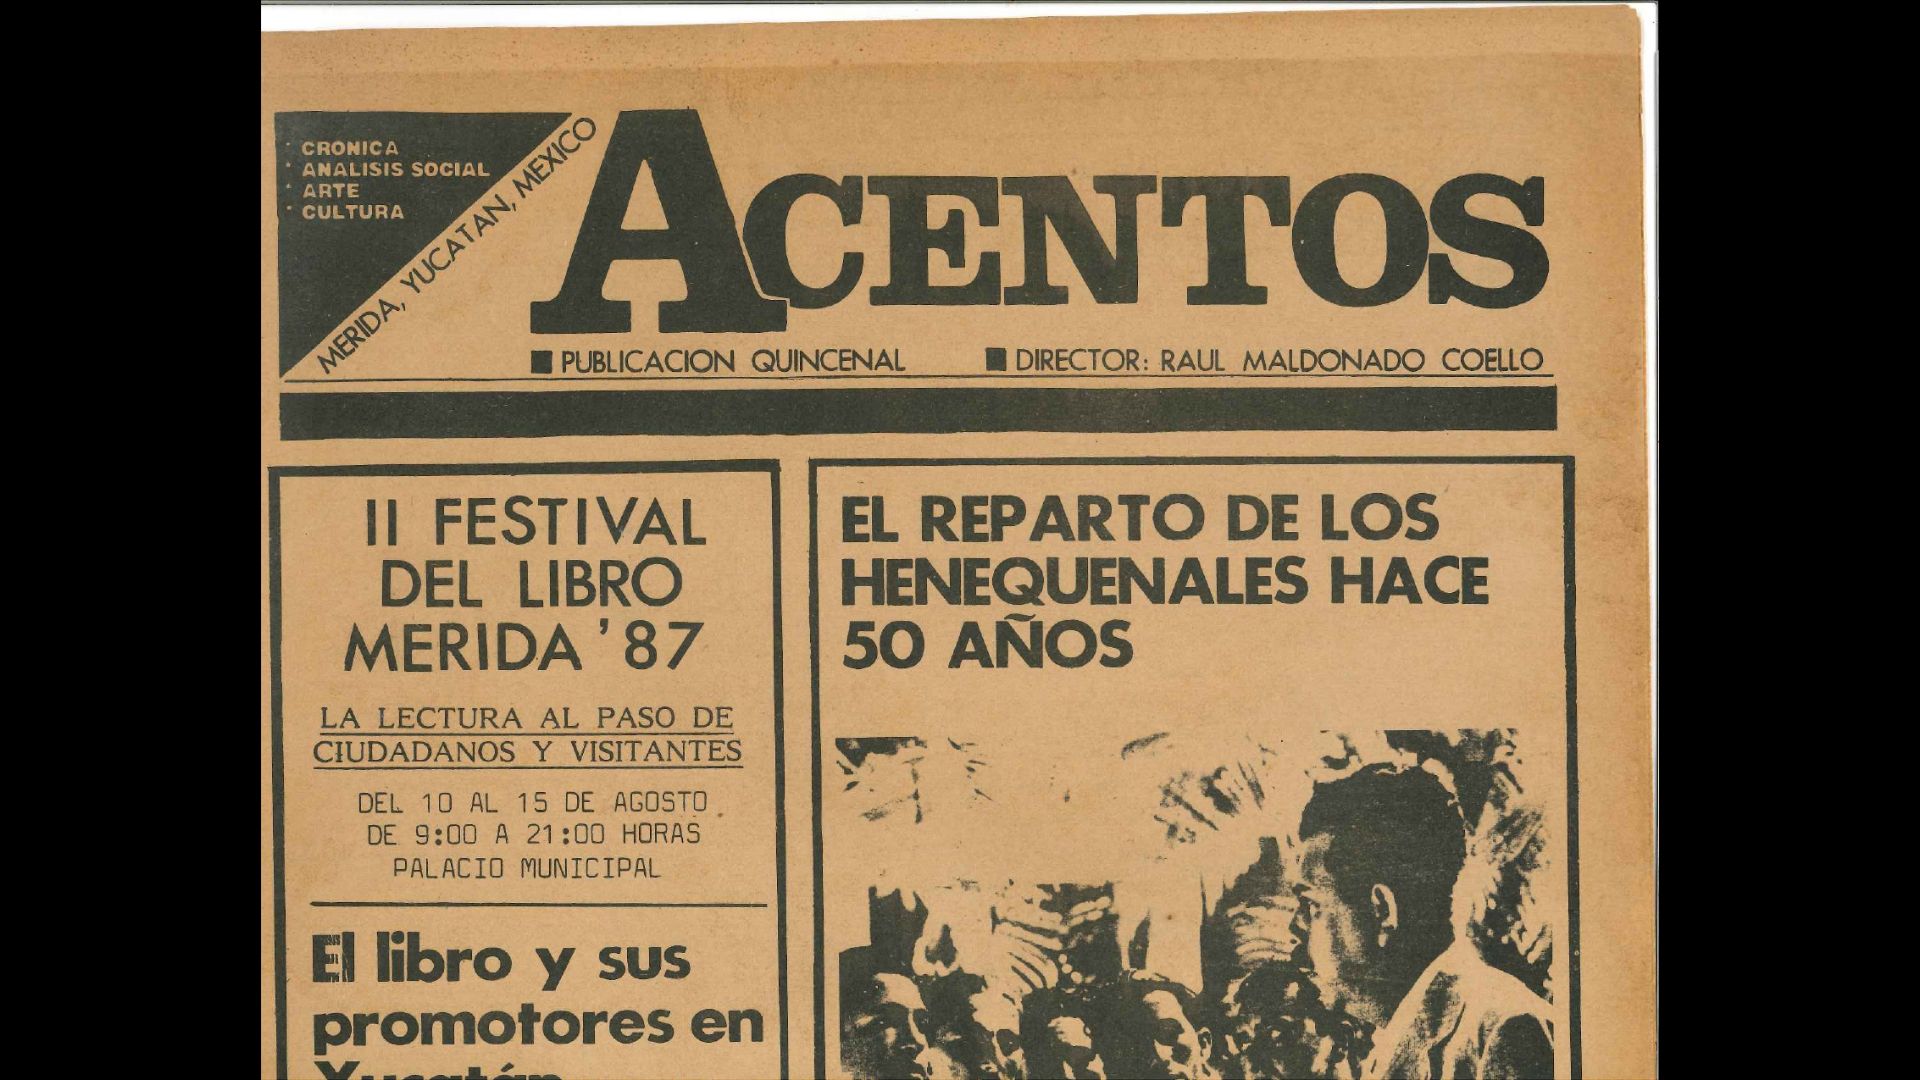 · CRONICA
· ANALISIS SOCIAL
· ARTE
· CULTURA
MERIDA, YUCATAN, MEXICO
ACENTOS
PUBLICACION QUINCENAL
DIRECTOR: RAUL MALDONADO COELLO
II FESTIVAL
DEL LIBRO
MERIDA '87
LA LECTURA AL PASO DE
CIUDADANOS Y VISITANTES
DEL 10 AL 15 DE AGOSTO
DE 9:00 A 21:00 HORAS
PALACIO MUNICIPAL
El libro y sus
promotores en
Yucatán
EL REPARTO DE LOS
HENEQUENALES HACE
50 AÑOS